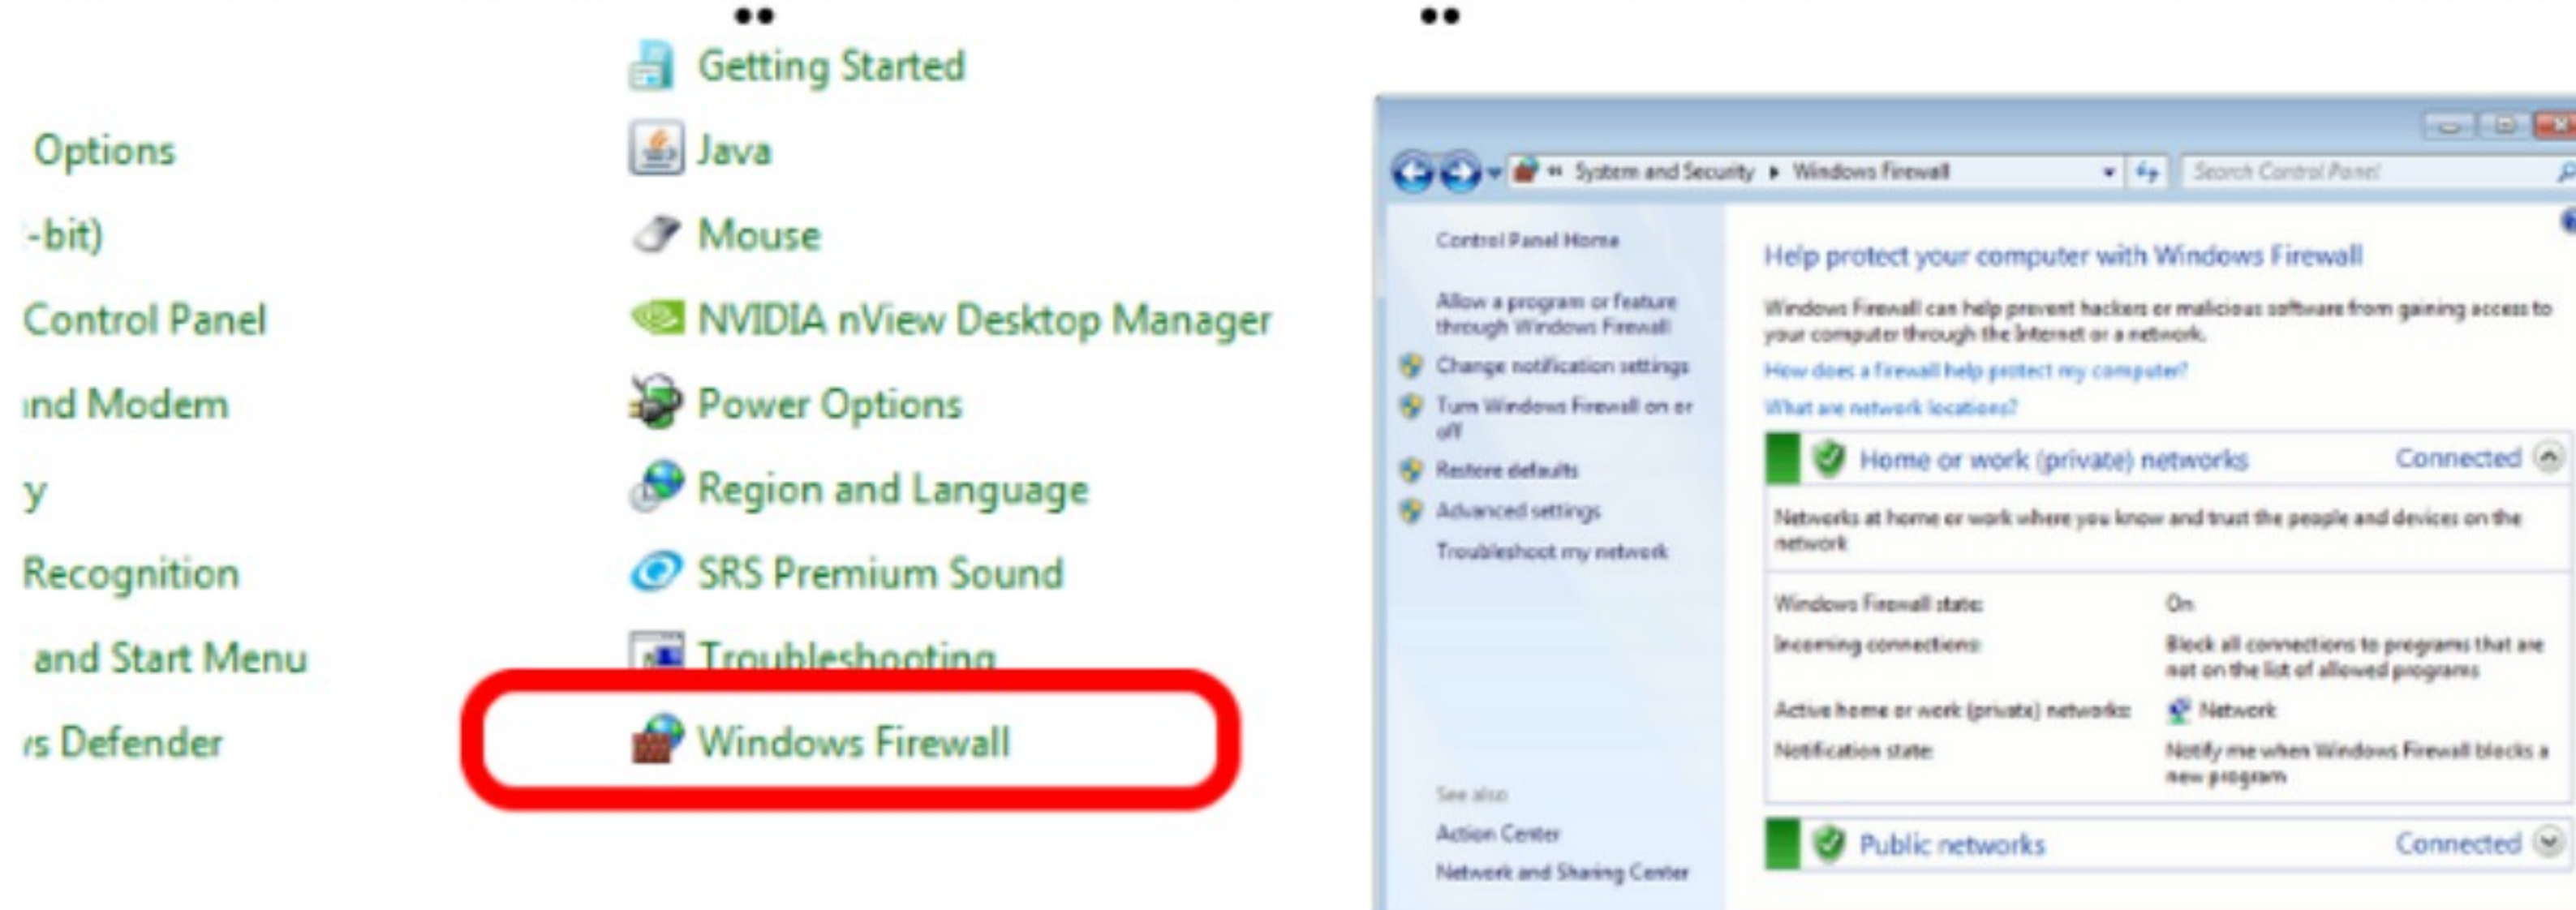 Options
-bit)
Control Panel
nd Modem
y
Recognition
and Start Menu
s Defender
Getting Started
Java
Mouse
NVIDIA nView Desktop Manager
Power Options
Region and Language
SRS Premium Sound
Troubleshooting
Windows Firewall
System and Security ▸ Windows Firewall
Search Control Panel
Control Panel Home
Allow a program or feature
through Windows Firewall
Change notification settings
Turn Windows Firewall on or
off
Restore defaults
Advanced settings
Troubleshoot my network
See also
Action Center
Network and Sharing Center
Help protect your computer with Windows Firewall
Windows Firewall can help prevent hackers or malicious software from gaining access to
your computer through the Internet or a network.
How does a firewall help protect my computer?
What are network locations?
Home or work (private) networks Connected
Networks at home or work where you know and trust the people and devices on the
network
Windows Firewall state: On
Incoming connections: Block all connections to programs that are
not on the list of allowed programs
Active home or work (private) networks: Network
Notification state: Notify me when Windows Firewall blocks a
new program
Public networks Connected